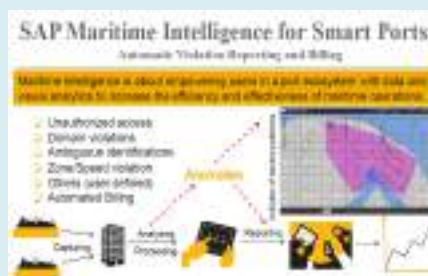 SAP Maritime Intelligence for Smart Ports
Automatic Violation Reporting and Billing
Maritime Intelligence is about empowering users in a port ecosystem with data and
visual analytics to increase the efficiency and effectiveness of maritime operations
Unauthorized access
Domain violations
Ambiguous identifications
Zone/Speed violation
Others (user defined)
Automated Billing
Anomalies
Capturing
Analyzing
Processing
Reporting